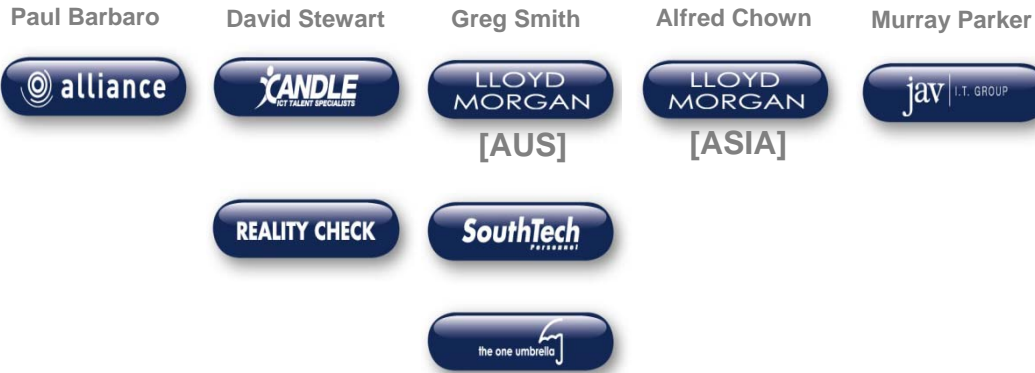 Paul Barbaro
David Stewart
Greg Smith
Alfred Chown
Murray Parker
alliance
CANDLE
ICT TALENT SPECIALISTS
LLOYD
MORGAN
LLOYD
MORGAN
jav I.T. GROUP
[AUS]
[ASIA]
REALITY CHECK
SouthTech
Personnel
the one umbrella